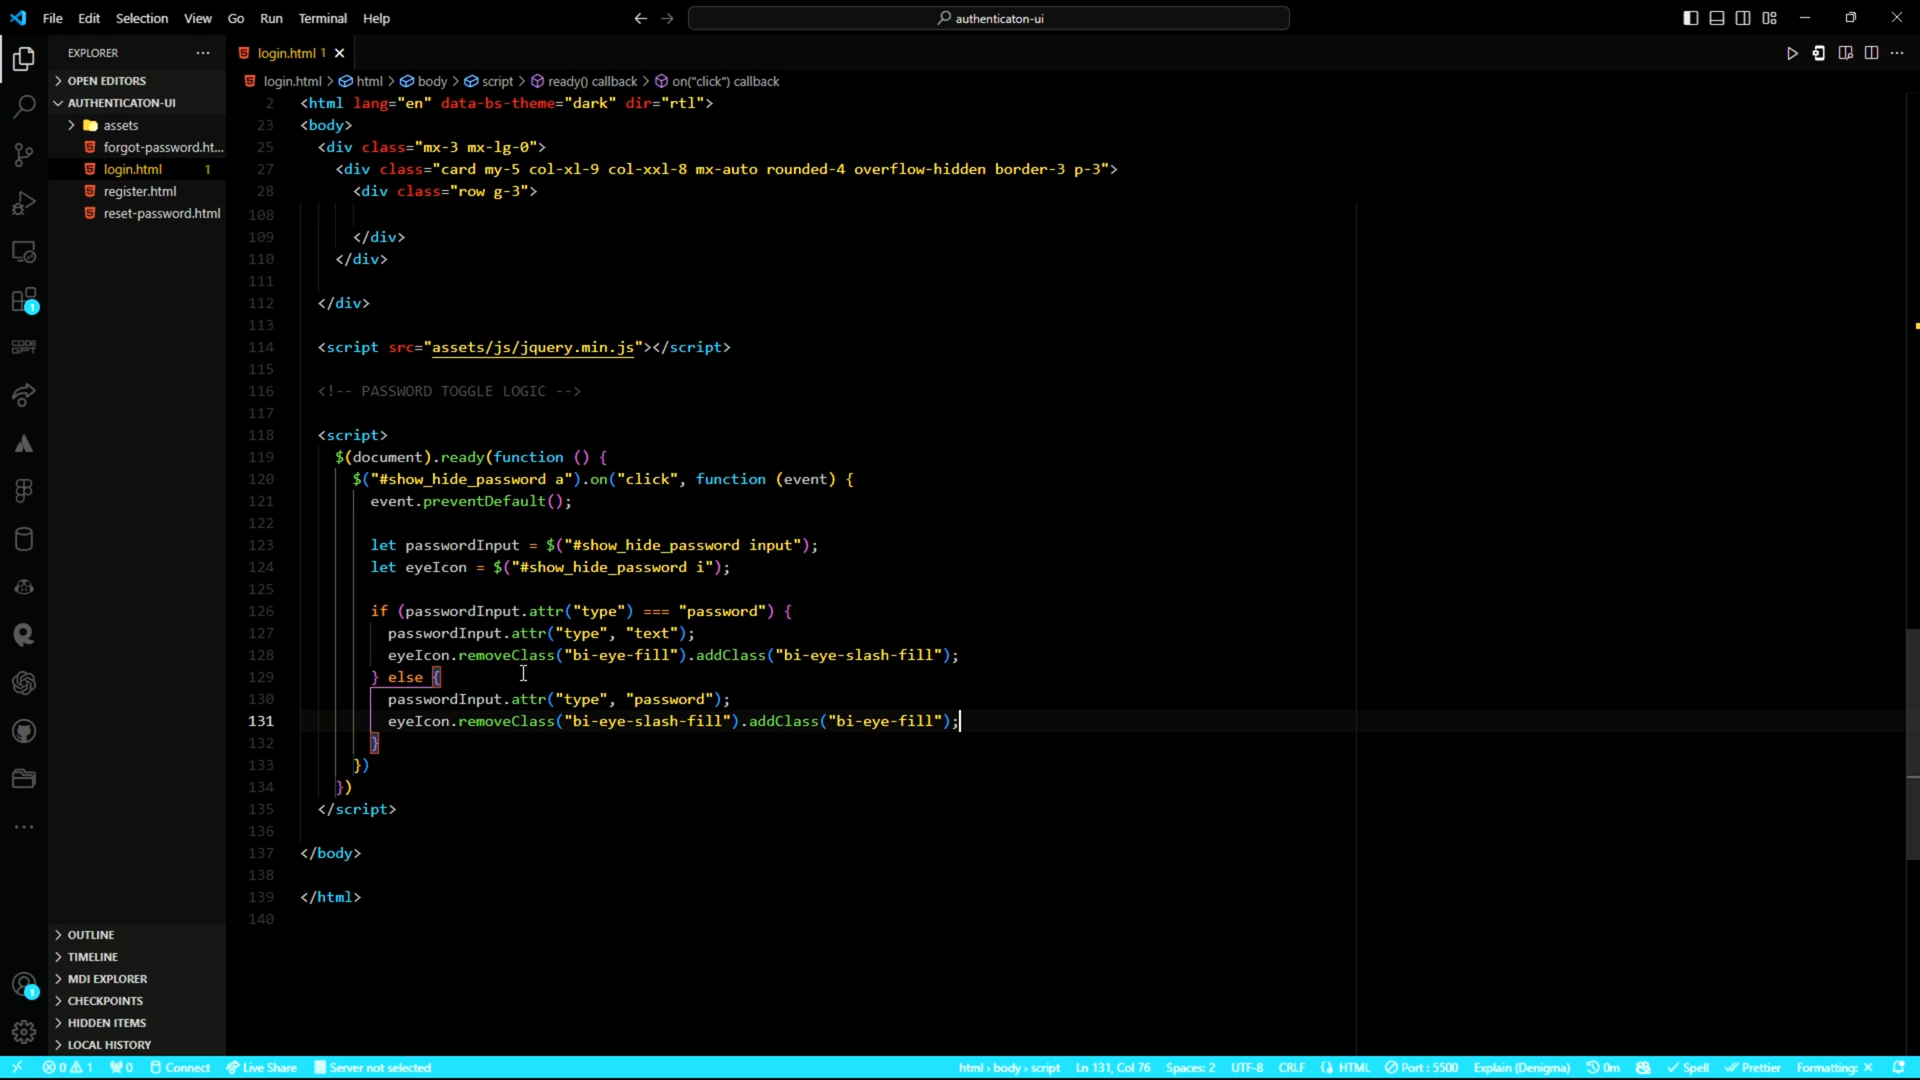 File Edit Selection View Go Run Terminal Help
authenticaton-ui
EXPLORER
login.html 1
OPEN EDITORS
login.html > html > body > script > ready() callback > on("click") callback
AUTHENTICATON-UI
assets
forgot-password.ht...
login.html 1
register.html
reset-password.html
2 <html lang="en" data-bs-theme="dark" dir="rtl">
23 <body>
25 <div class="mx-3 mx-lg-0">
27 <div class="card my-5 col-xl-9 col-xxl-8 mx-auto rounded-4 overflow-hidden border-3 p-3">
28 <div class="row g-3">
108
109 </div>
110 </div>
111
112 </div>
113
114 <script src="assets/js/jquery.min.js"></script>
115
116 <!-- PASSWORD TOGGLE LOGIC -->
117
118 <script>
119 $(document).ready(function () {
120 $("#show_hide_password a").on("click", function (event) {
121 event.preventDefault();
122
123 let passwordInput = $("#show_hide_password input");
124 let eyeIcon = $("#show_hide_password i");
125
126 if (passwordInput.attr("type") === "password") {
127 passwordInput.attr("type", "text");
128 eyeIcon.removeClass("bi-eye-fill").addClass("bi-eye-slash-fill");
129 } else {
130 passwordInput.attr("type", "password");
131 eyeIcon.removeClass("bi-eye-slash-fill").addClass("bi-eye-fill");
132 }
133 })
134 })
135 </script>
136
137 </body>
138
139 </html>
140
1
CODE
GPT
1
OUTLINE
TIMELINE
MDI EXPLORER
CHECKPOINTS
HIDDEN ITEMS
LOCAL HISTORY
0 1 0 Connect Live Share Server not selected html › body › script Ln 131, Col 76 Spaces: 2 UTF-8 CRLF HTML Port : 5500 Explain (Denigma) 0m Spell Prettier Formatting: ×